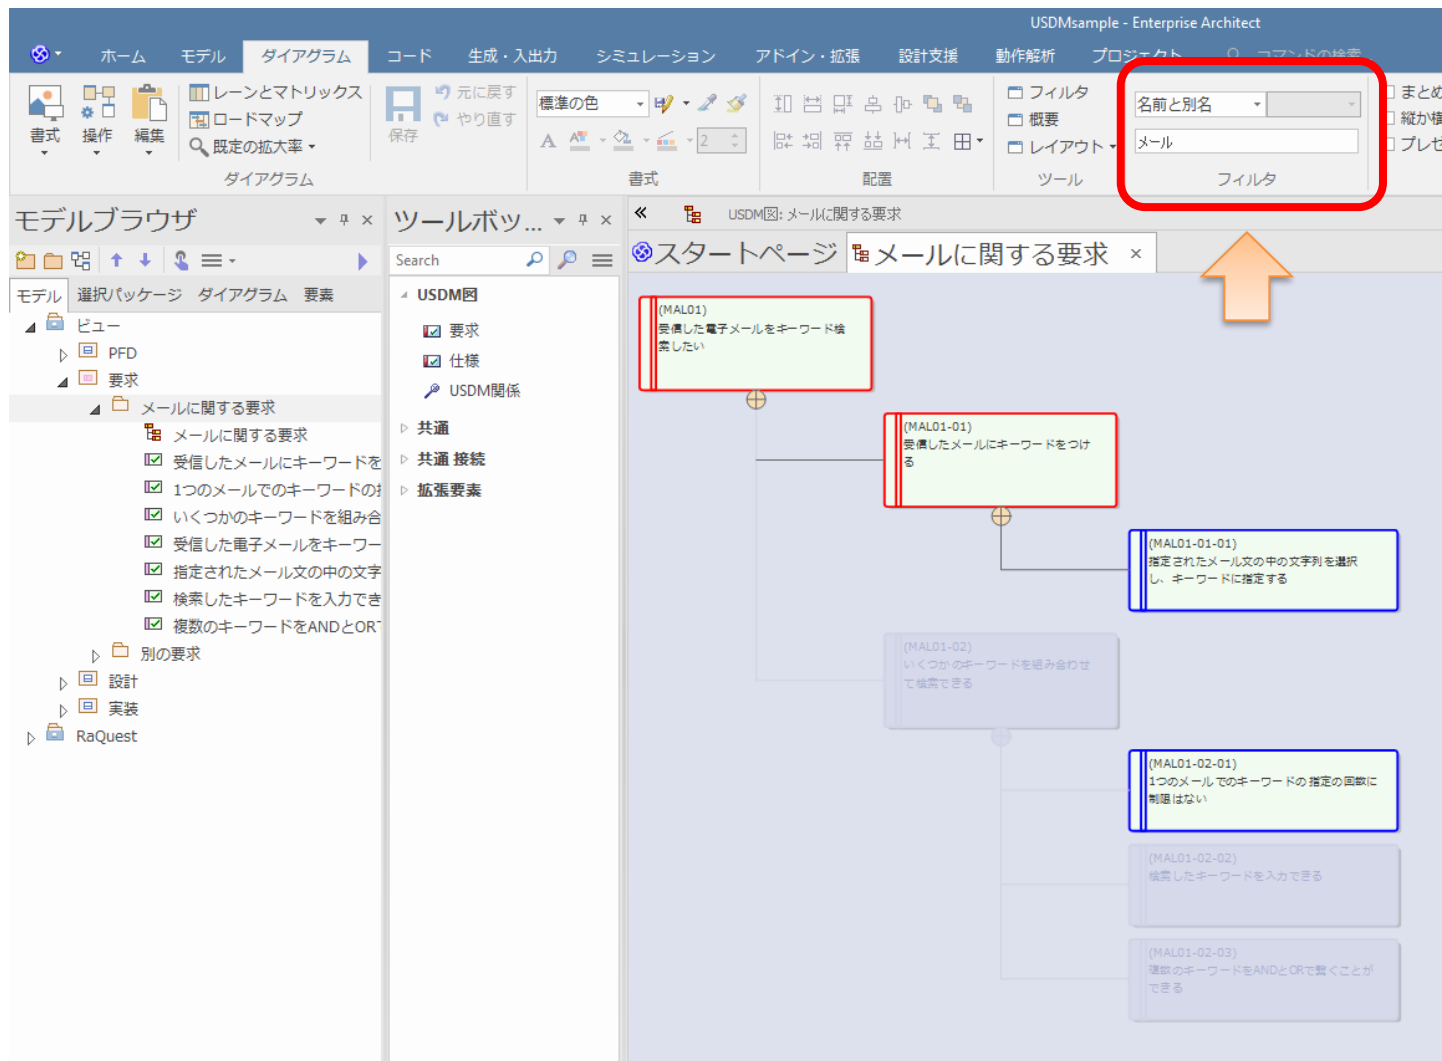 USDMsample - Enterprise Architect
ホーム モデル ダイアグラム コード 生成・入出力 シミュレーション アドイン・拡張 設計支援 動作解析 プロジェクト コマンドの検索
書式 操作 編集
レーンとマトリックス
ロードマップ
既定の拡大率
ダイアグラム
保存
元に戻す
やり直す
標準の色
2
書式
配置
フィルタ
概要
レイアウト
ツール
名前と別名
メール
フィルタ
まとめ
縦か横
プレゼ
モデルブラウザ
モデル 選択パッケージ ダイアグラム 要素
ビュー
PFD
要求
メールに関する要求
メールに関する要求
受信したメールにキーワードを
1つのメールでのキーワードの
いくつかのキーワードを組み合
受信した電子メールをキーワー
指定されたメール文の中の文字
検索したキーワードを入力でき
複数のキーワードをANDとOR
別の要求
設計
実装
RaQuest
ツールボッ...
Search
USDM図
要求
仕様
USDM関係
共通
共通 接続
拡張要素
USDM図: メールに関する要求
スタートページ メールに関する要求 ×
(MAL01)
受信した電子メールをキーワード検
索したい
(MAL01-01)
受信したメールにキーワードをつけ
る
(MAL01-01-01)
指定されたメール文の中の文字列を選択
し、キーワードに指定する
(MAL01-02)
いくつかのキーワードを組み合わせ
て検索できる
(MAL01-02-01)
1つのメールでのキーワードの指定の回数に
制限はない
(MAL01-02-02)
検索したキーワードを入力できる
(MAL01-02-03)
複数のキーワードをANDとORで繋ぐことが
できる